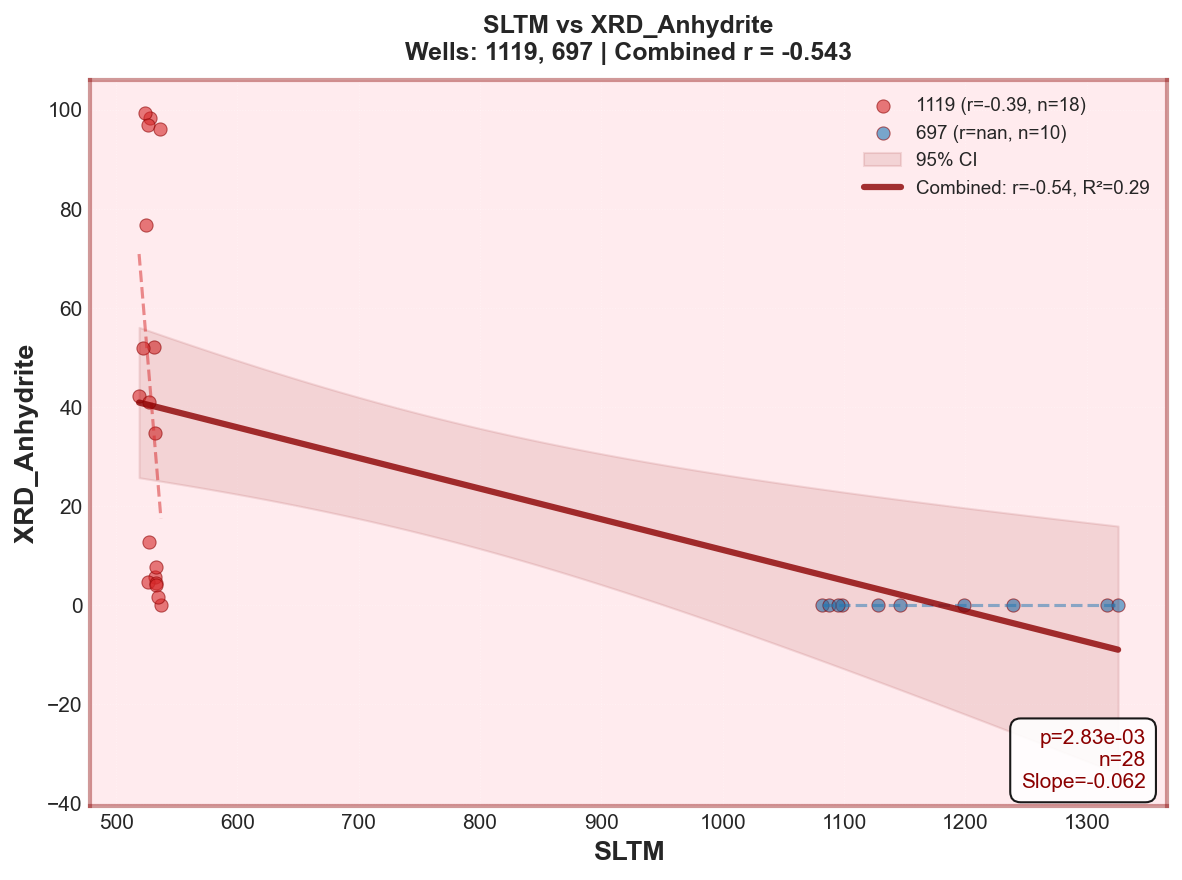 SLTM vs XRD_Anhydrite
Wells: 1119, 697 | Combined r = -0.543
1119 (r=-0.39, n=18)
697 (r=nan, n=10)
95% CI
Combined: r=-0.54, R²=0.29
XRD_Anhydrite
100
80
60
40
20
0
−20
−40
p=2.83e-03
n=28
Slope=-0.062
500 600 700 800 900 1000 1100 1200 1300
SLTM